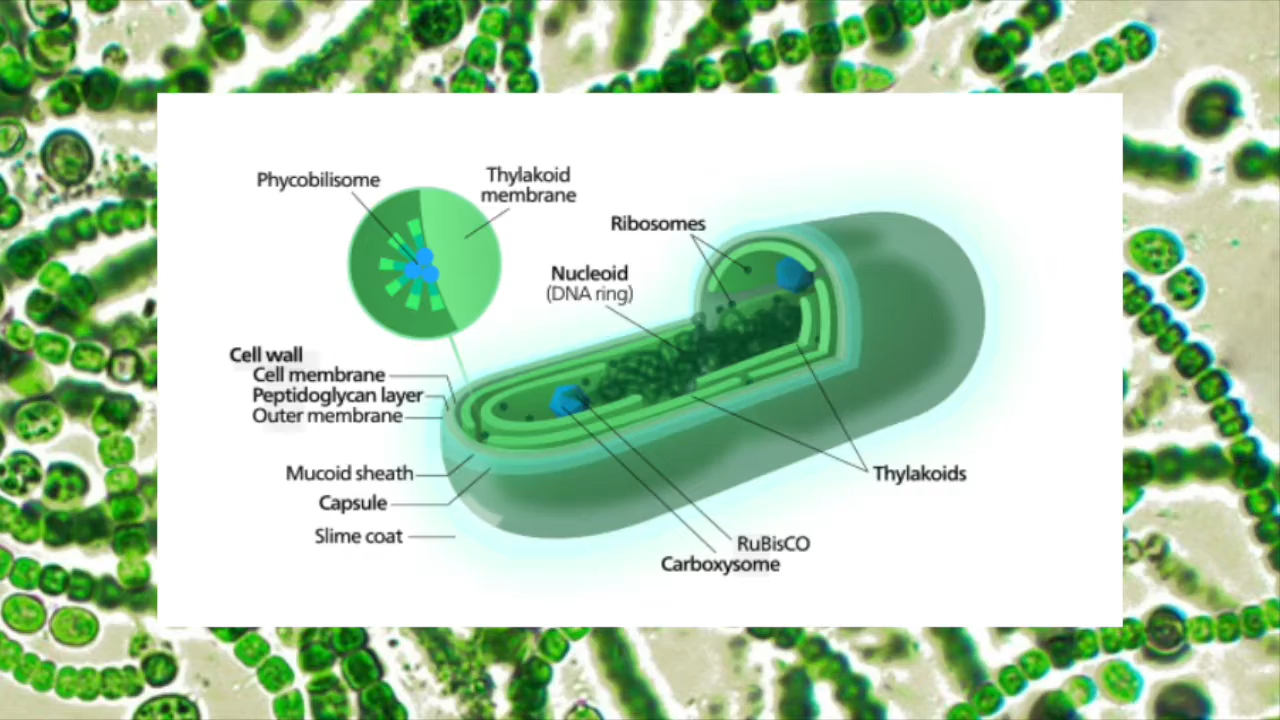 Phycobilisome
Thylakoid
membrane
Ribosomes
Nucleoid
(DNA ring)
Cell wall
Cell membrane
Peptidoglycan layer
Outer membrane
Mucoid sheath
Capsule
Slime coat
Thylakoids
RuBisCO
Carboxysome